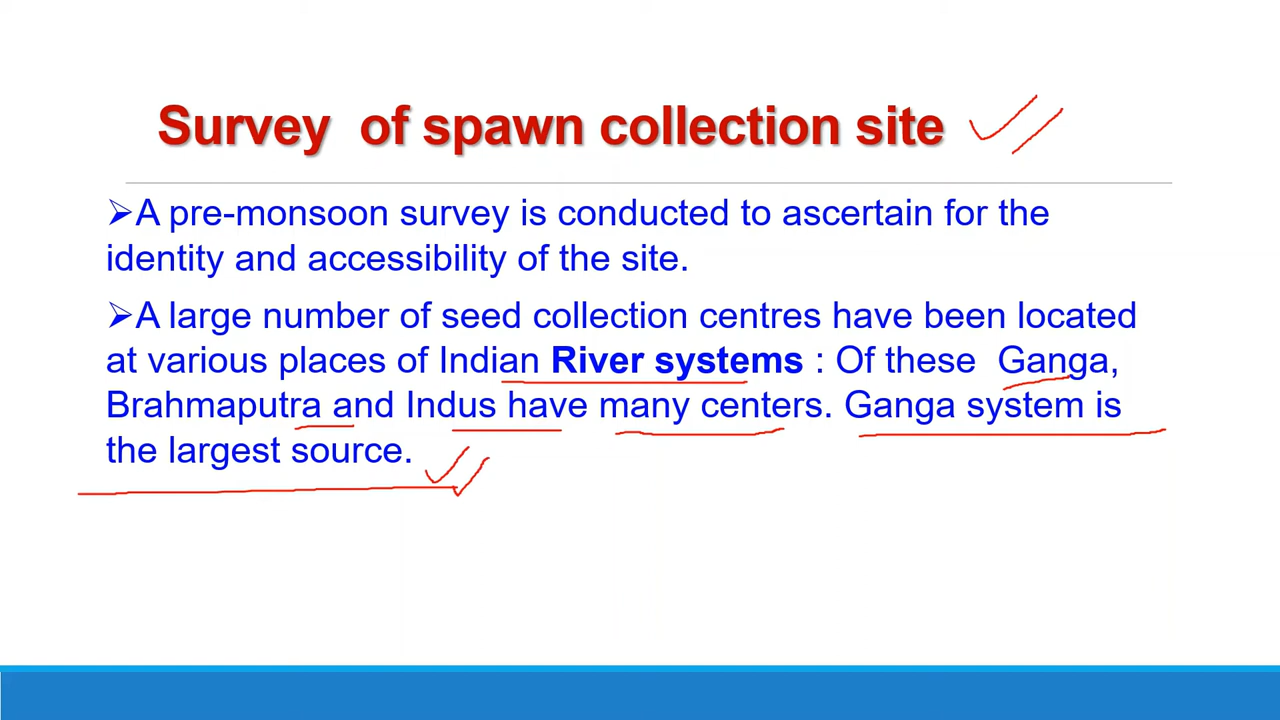 Survey of spawn collection site
➢A pre-monsoon survey is conducted to ascertain for the
identity and accessibility of the site.
➢A large number of seed collection centres have been located
at various places of Indian River systems : Of these Ganga,
Brahmaputra and Indus have many centers. Ganga system is
the largest source.